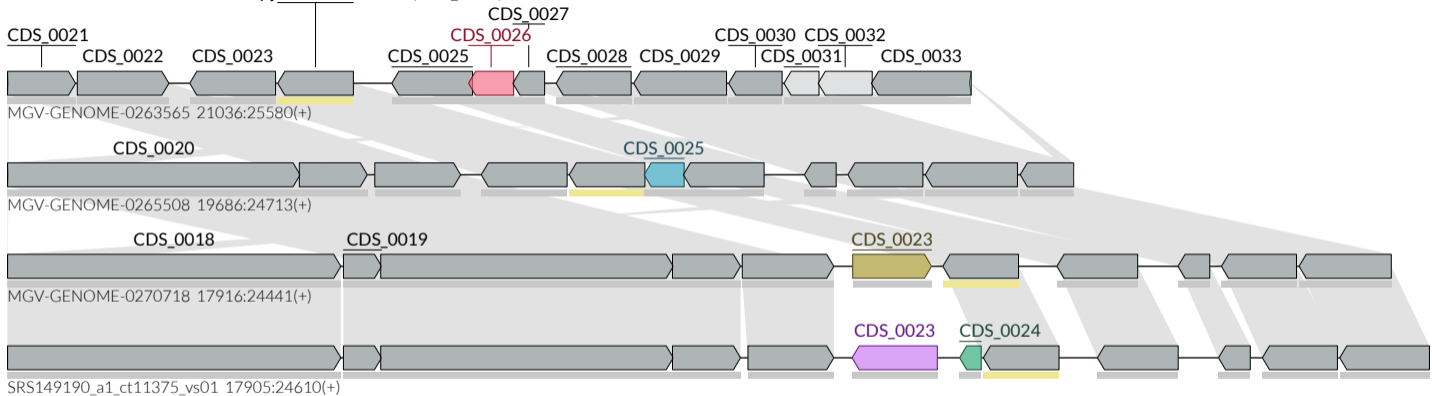 CDS_0027
CDS_0021 CDS_0026 CDS_0030 CDS_0032
CDS_0022 CDS_0023 CDS_0025 CDS_0028 CDS_0029 CDS_0031 CDS_0033
MGV-GENOME-0263565 21036:25580(+)
CDS_0020 CDS_0025
MGV-GENOME-0265508 19686:24713(+)
CDS_0018 CDS_0019 CDS_0023
MGV-GENOME-0270718 17916:24441(+)
CDS_0023 CDS_0024
SRS149190_a1_ct11375_vs01 17905:24610(+)